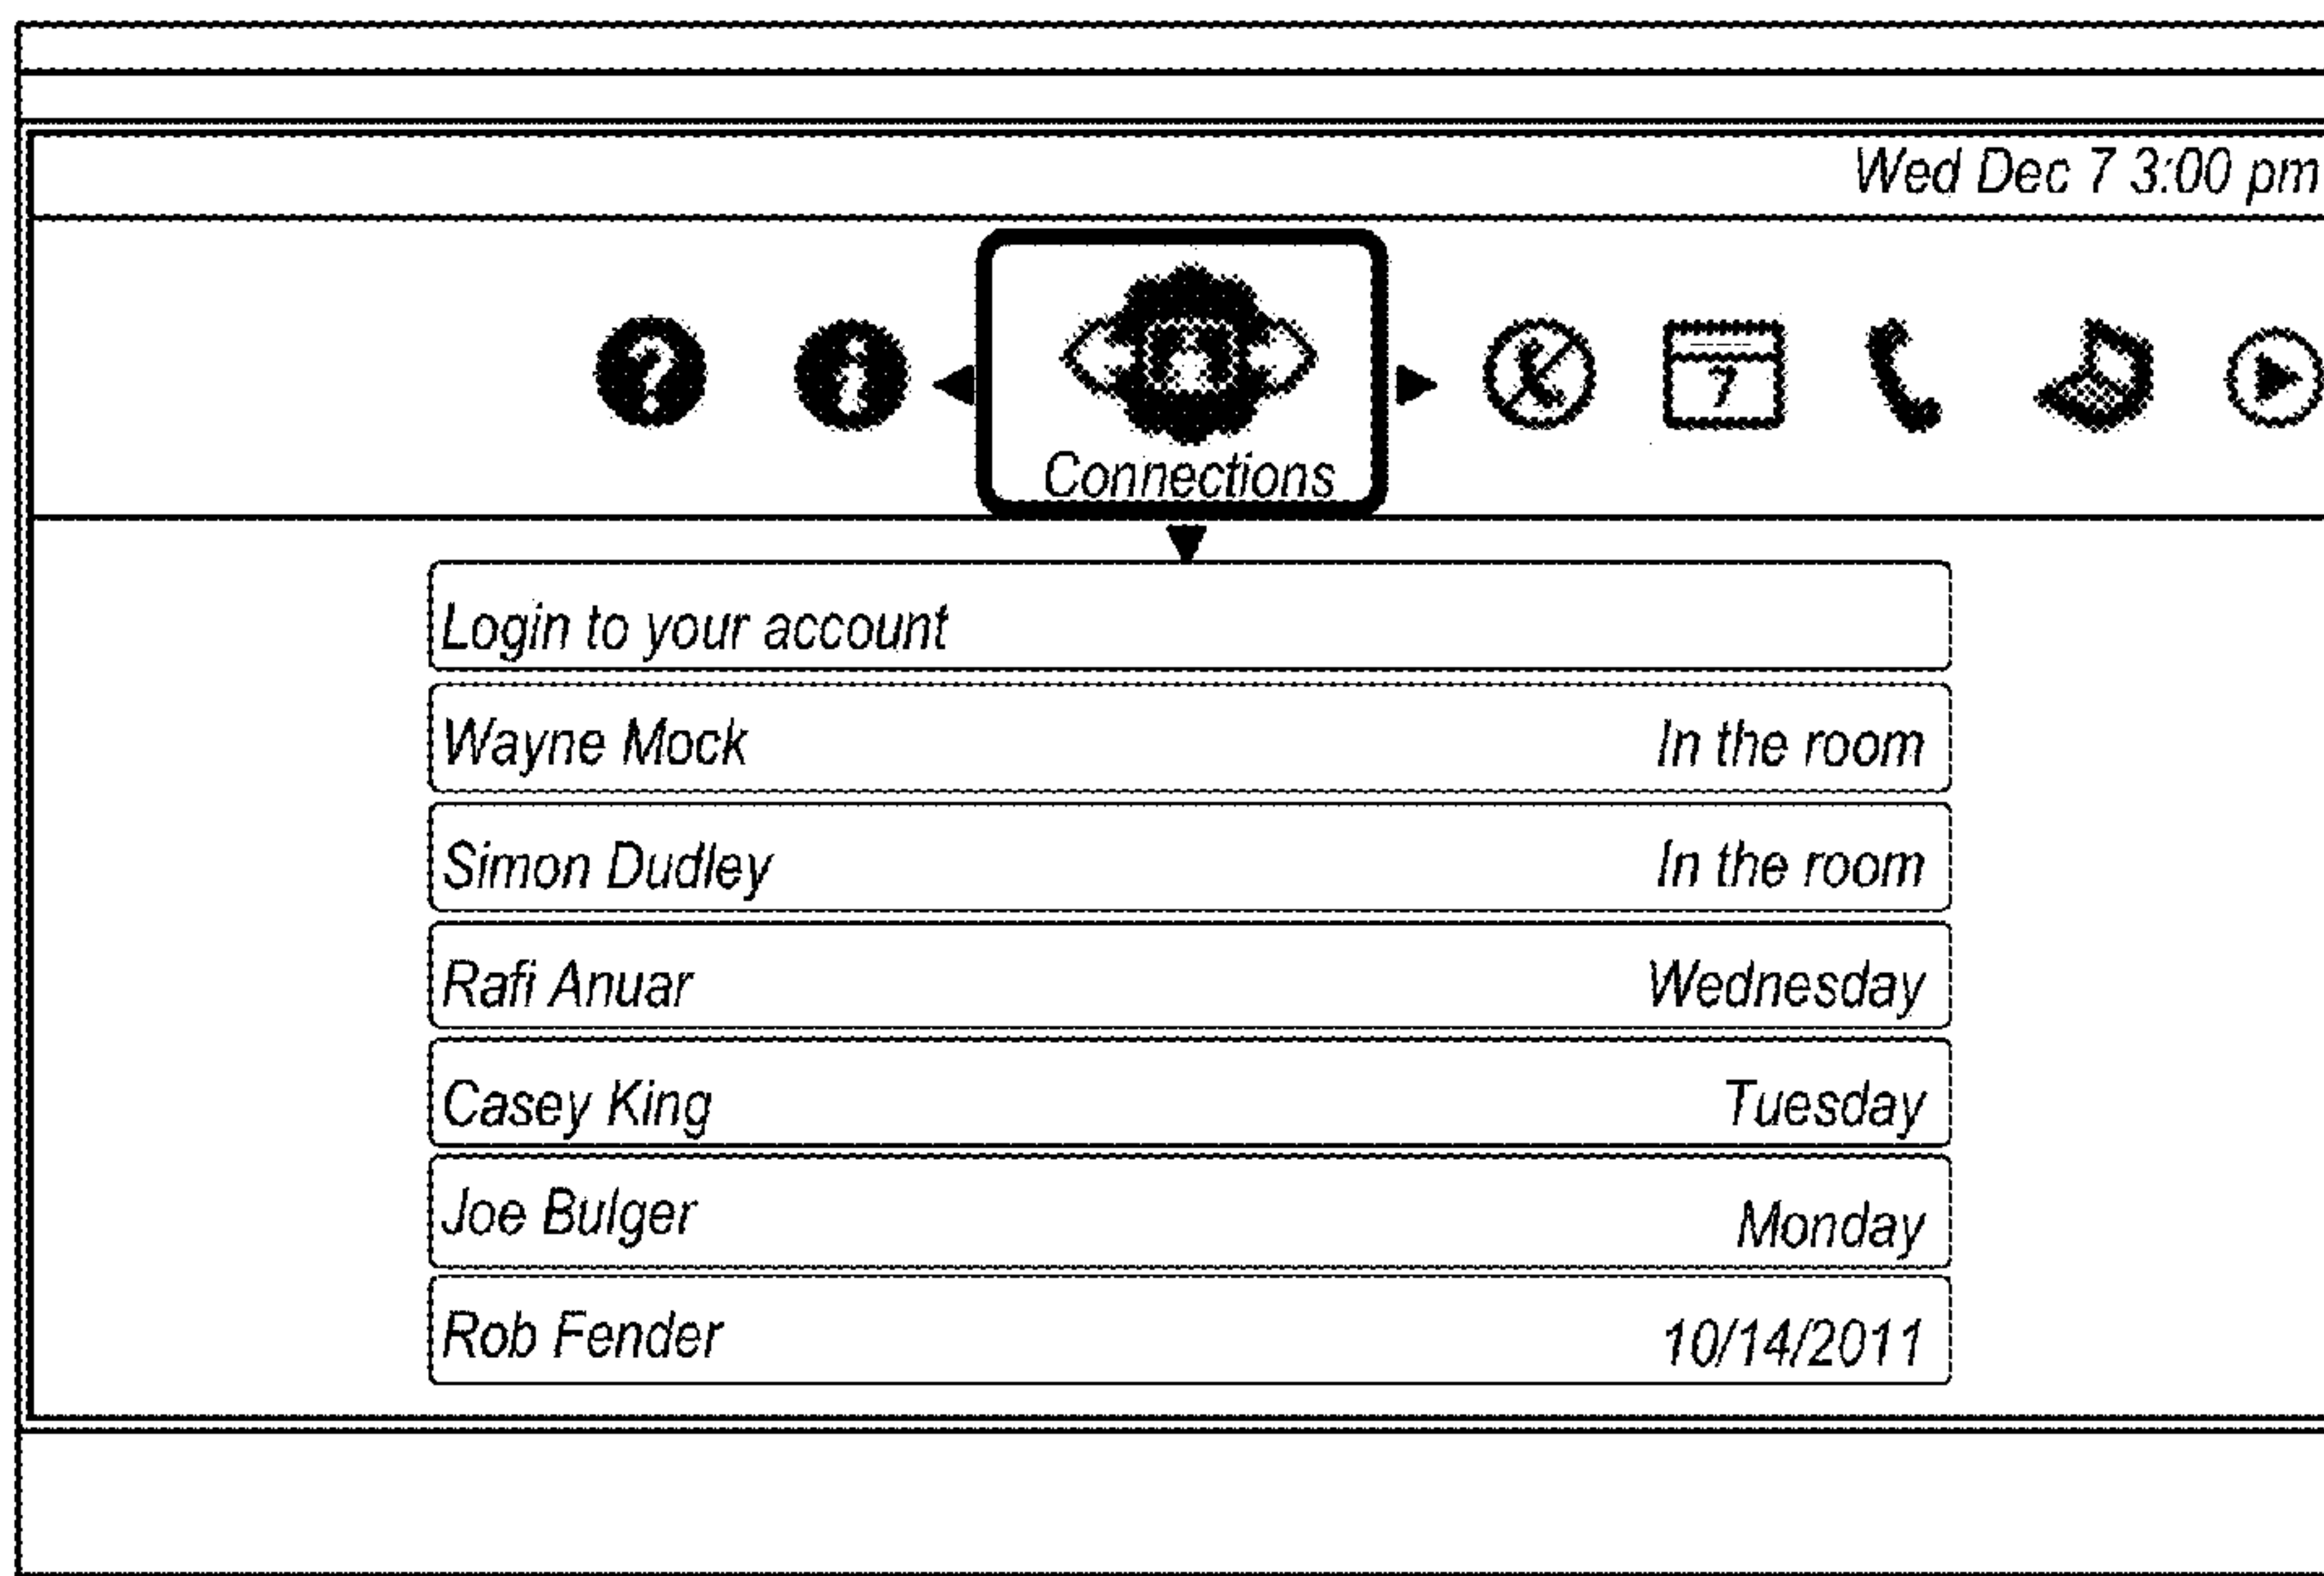 Wed Dec 7 3:00 pm
?
i
7
Connections
Login to your account
Wayne Mock In the room
Simon Dudley In the room
Rafi Anuar Wednesday
Casey King Tuesday
Joe Bulger Monday
Rob Fender 10/14/2011